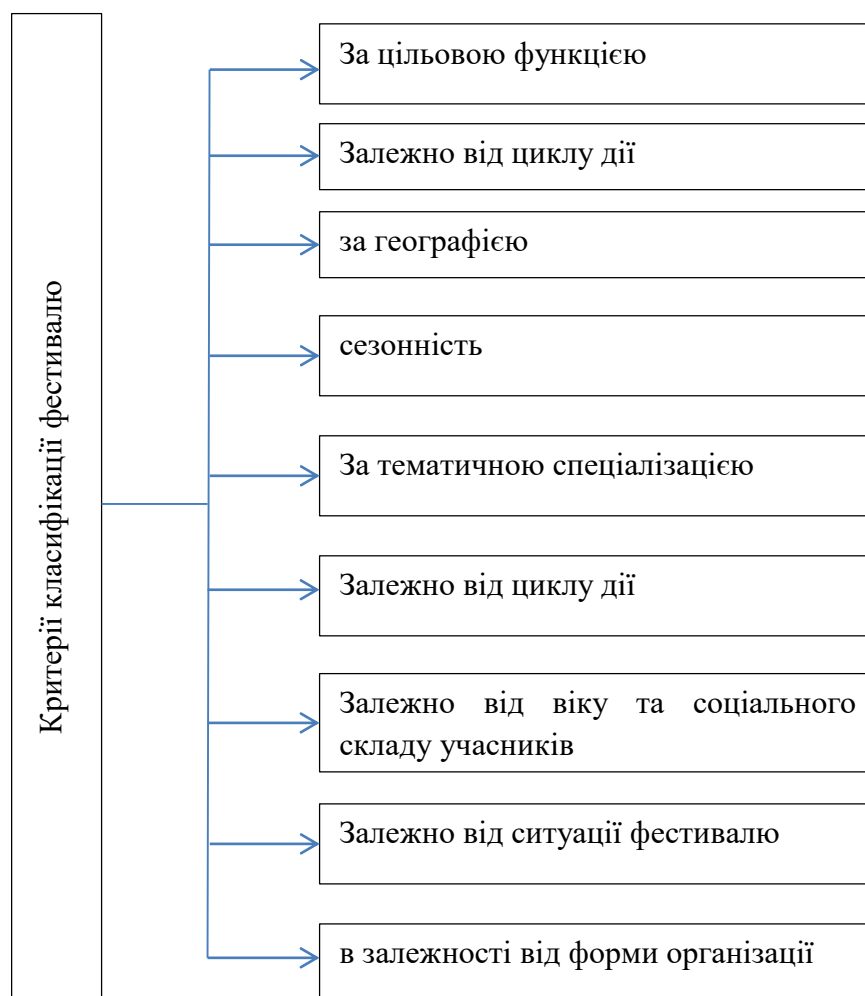 Критерії класифікації фестивалю
За цільовою функцією
Залежно від циклу дії
за географією
сезонність
За тематичною спеціалізацією
Залежно від циклу дії
Залежно від віку та соціального
складу учасників
Залежно від ситуації фестивалю
в залежності від форми організації